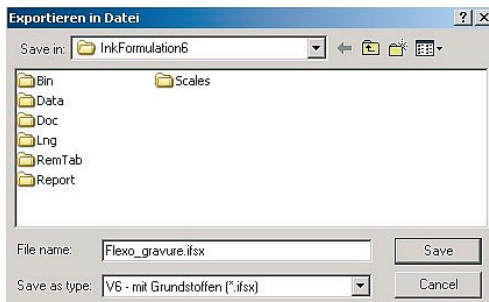 Exportieren in Datei
Save in: InkFormulation6
Bin Scales
Data
Doc
Lng
RemTab
Report
File name: Flexo_gravure.ifsx Save
Save as type: V6 - mit Grundstoffen (*.ifsx) Cancel